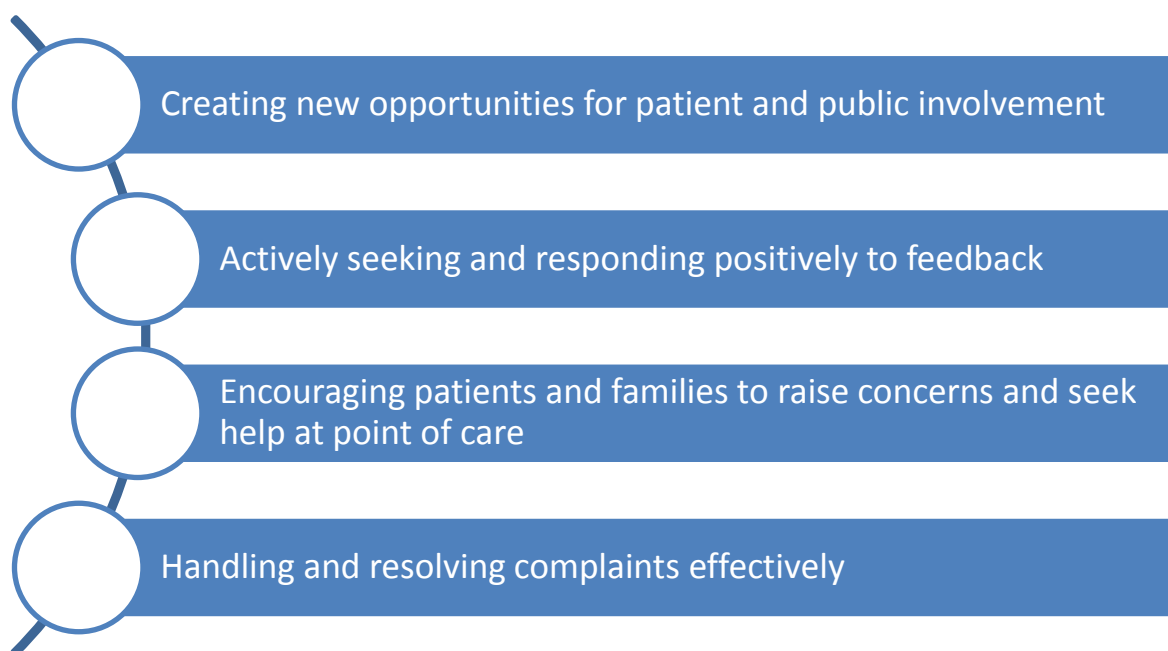 Creating new opportunities for patient and public involvement
Actively seeking and responding positively to feedback
Encouraging patients and families to raise concerns and seek
help at point of care
Handling and resolving complaints effectively